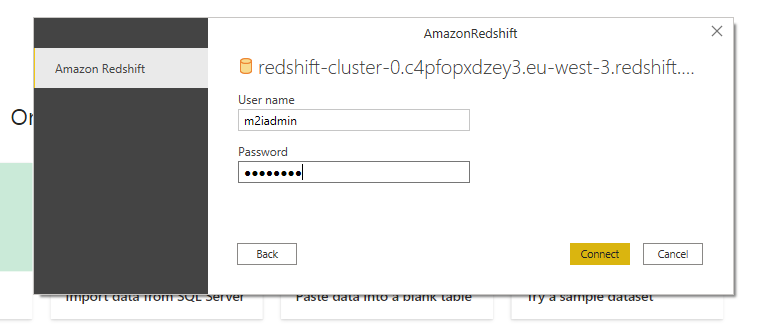 AmazonRedshift
Amazon Redshift
redshift-cluster-0.c4pfopxdzey3.eu-west-3.redshift....
User name
m2iadmin
Password
••••••••
Back
Connect
Cancel
Or
Import data from SQL Server
Paste data into a blank table
Try a sample dataset